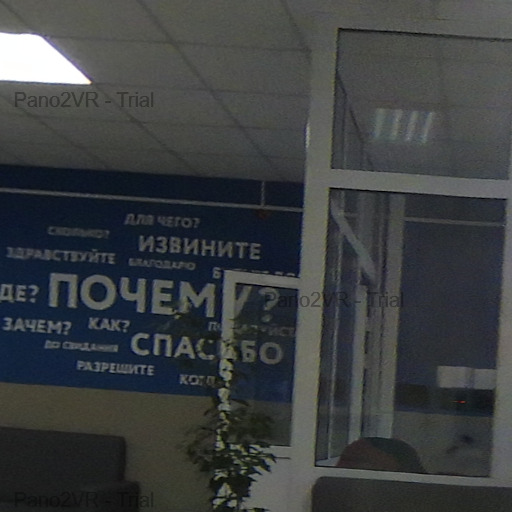 Pano2VR - Trial
ДЛЯ ЧЕГО?
СКОЛЬКО?
ИЗВИНИТЕ
ЗДРАВСТВУЙТЕ
БЛАГОДАРЮ
ДЕ?
ПОЧЕМУ?
Pano2VR - Trial
ЗАЧЕМ?
КАК?
ДО СВИДАНИЯ
СПАСИБО
РАЗРЕШИТЕ
Pano2VR - Trial